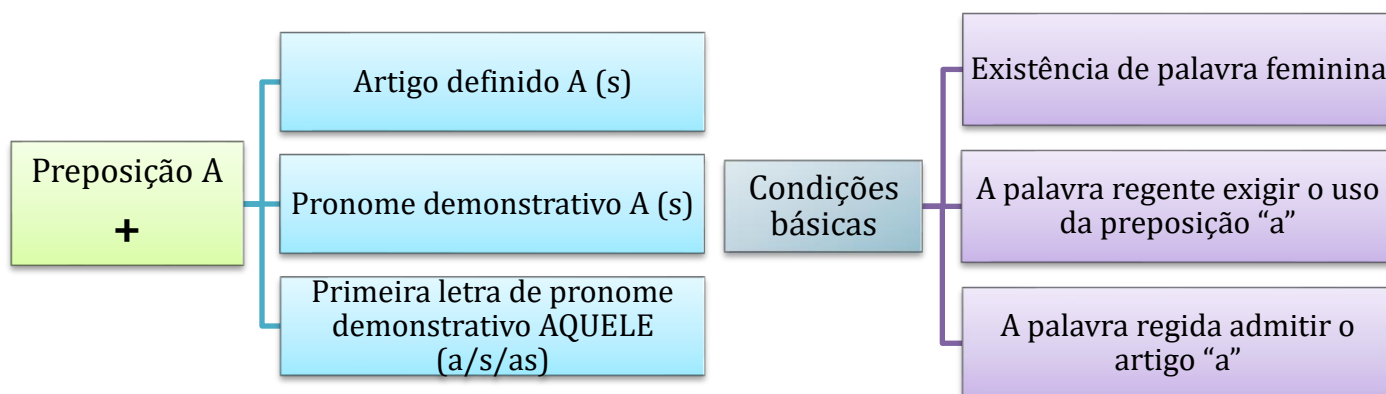 Preposição A
+
Artigo definido A (s)
Pronome demonstrativo A (s)
Primeira letra de pronome
demonstrativo AQUELE
(a/s/as)
Condições
básicas
Existência de palavra feminina
A palavra regente exigir o uso
da preposição “a”
A palavra regida admitir o
artigo “a”